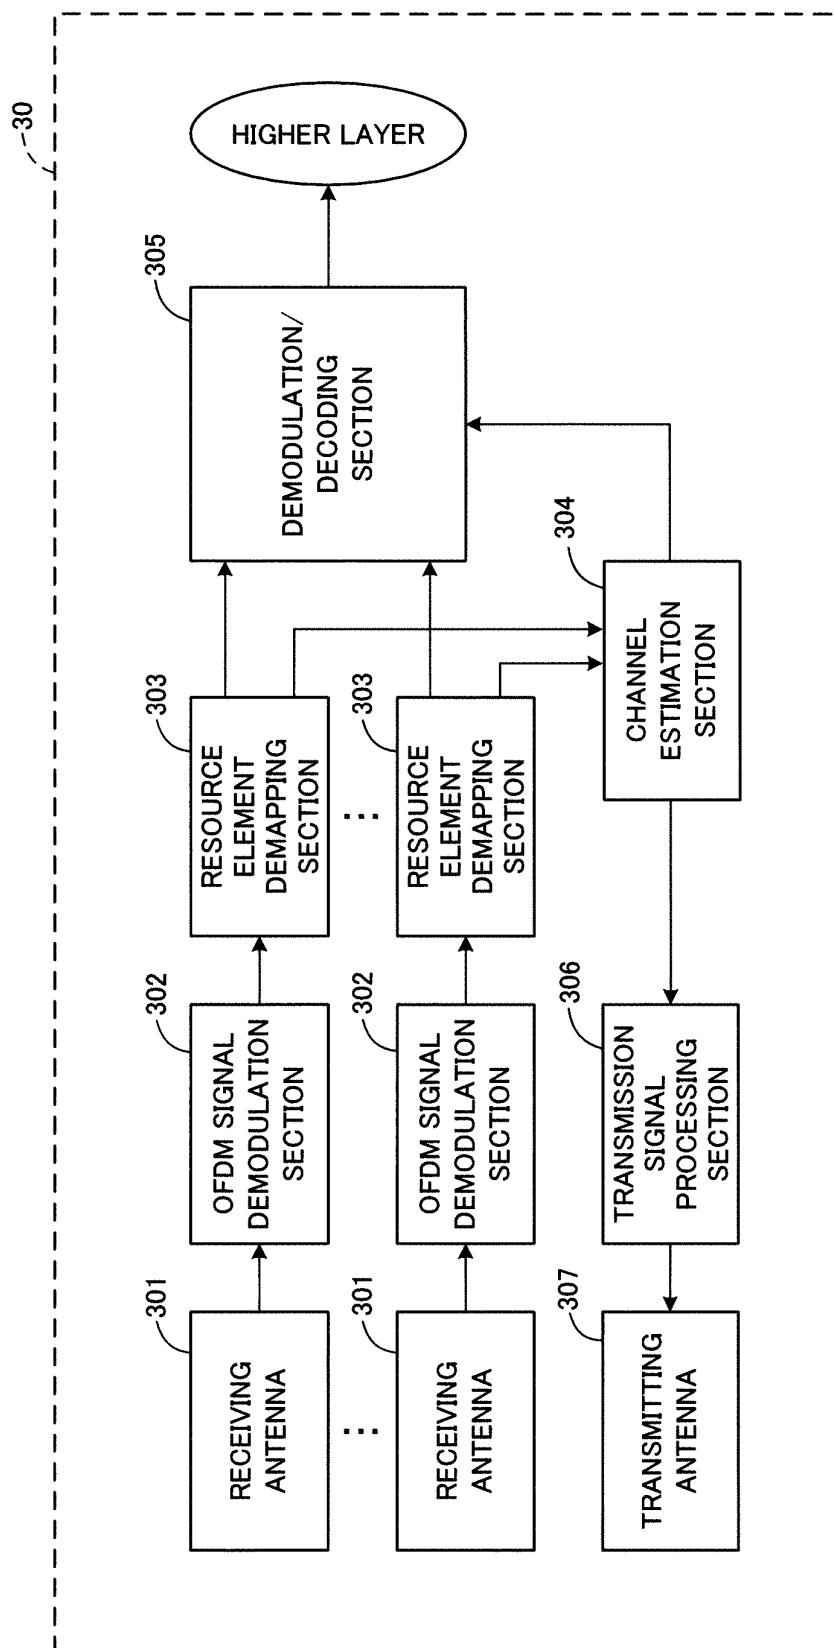 30
301
RECEIVING
ANTENNA
302
OFDM SIGNAL
DEMODULATION
SECTION
303
RESOURCE
ELEMENT
DEMAPPING
SECTION
305
DEMODULATION/
DECODING
SECTION
HIGHER LAYER
...
...
301
RECEIVING
ANTENNA
302
OFDM SIGNAL
DEMODULATION
SECTION
303
RESOURCE
ELEMENT
DEMAPPING
SECTION
307
TRANSMITTING
ANTENNA
306
TRANSMISSION
SIGNAL
PROCESSING
SECTION
304
CHANNEL
ESTIMATION
SECTION